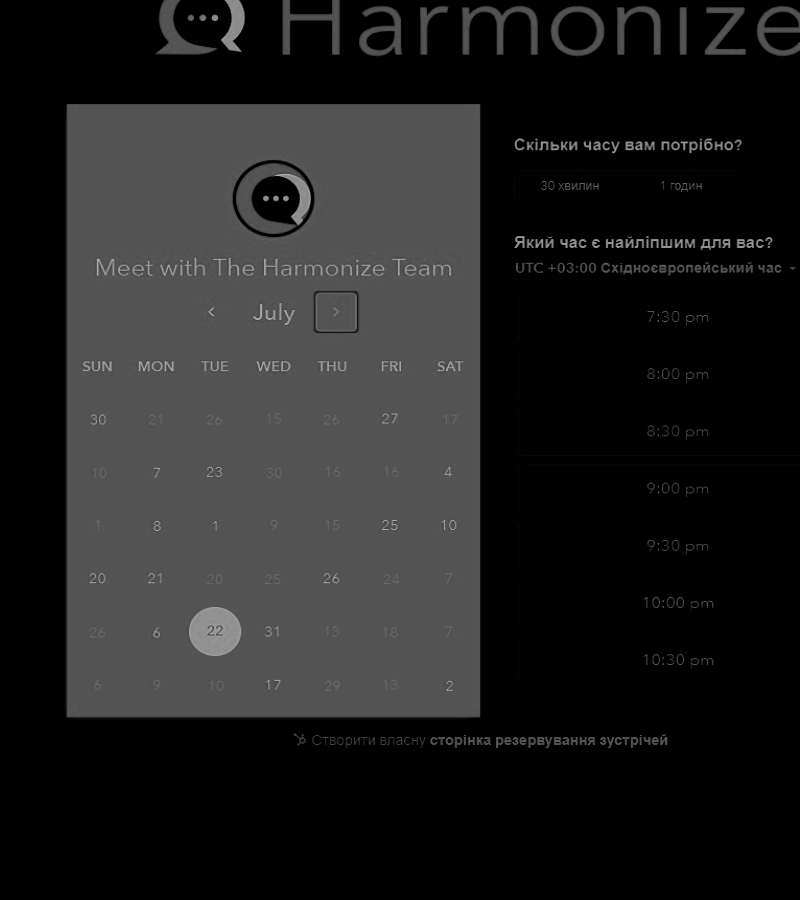 Harmonize
Meet with The Harmonize Team
July
SUN MON TUE WED THU FRI SAT
30 21 26 15 26 27 17
10 7 23 30 16 16 4
1 8 1 9 15 25 10
20 21 20 25 26 24 7
26 6 22 31 13 18 7
6 9 10 17 29 13 2
Скільки часу вам потрібно?
30 хвилин 1 годин
Який час є найліпшим для вас?
UTC +03:00 Східноєвропейський час
7:30 pm
8:00 pm
8:30 pm
9:00 pm
9:30 pm
10:00 pm
10:30 pm
Створити власну сторінка резервування зустрічей